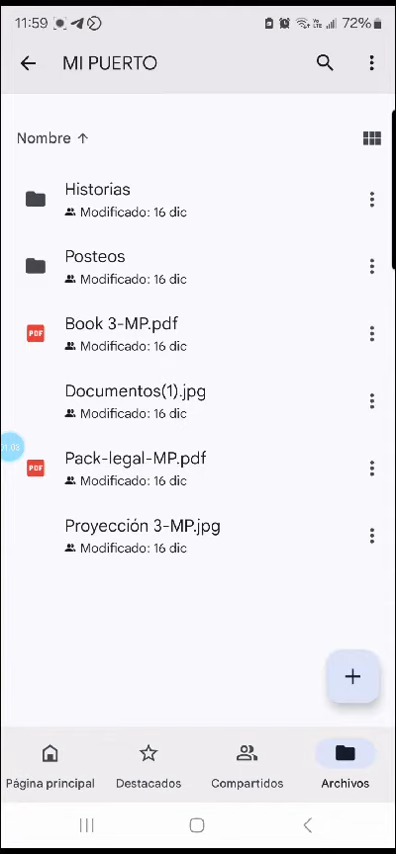 11:59 72%
MI PUERTO
Nombre ↑
Historias
Modificado: 16 dic
Posteos
Modificado: 16 dic
PDF Book 3-MP.pdf
Modificado: 16 dic
Documentos(1).jpg
Modificado: 16 dic
01:03
PDF Pack-legal-MP.pdf
Modificado: 16 dic
Proyección 3-MP.jpg
Modificado: 16 dic
Página principal Destacados Compartidos Archivos